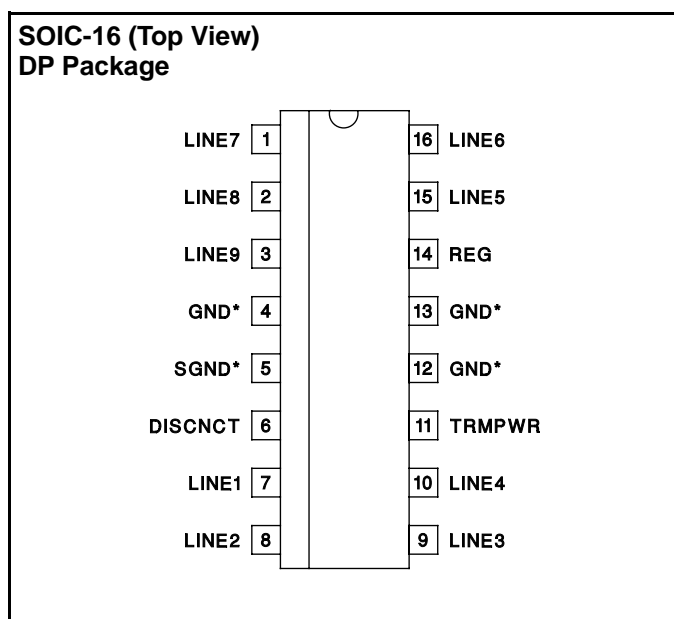 SOIC-16 (Top View)
DP Package
LINE7 1 16 LINE6
LINE8 2 15 LINE5
LINE9 3 14 REG
GND* 4 13 GND*
SGND* 5 12 GND*
DISCNCT 6 11 TRMPWR
LINE1 7 10 LINE4
LINE2 8 9 LINE3